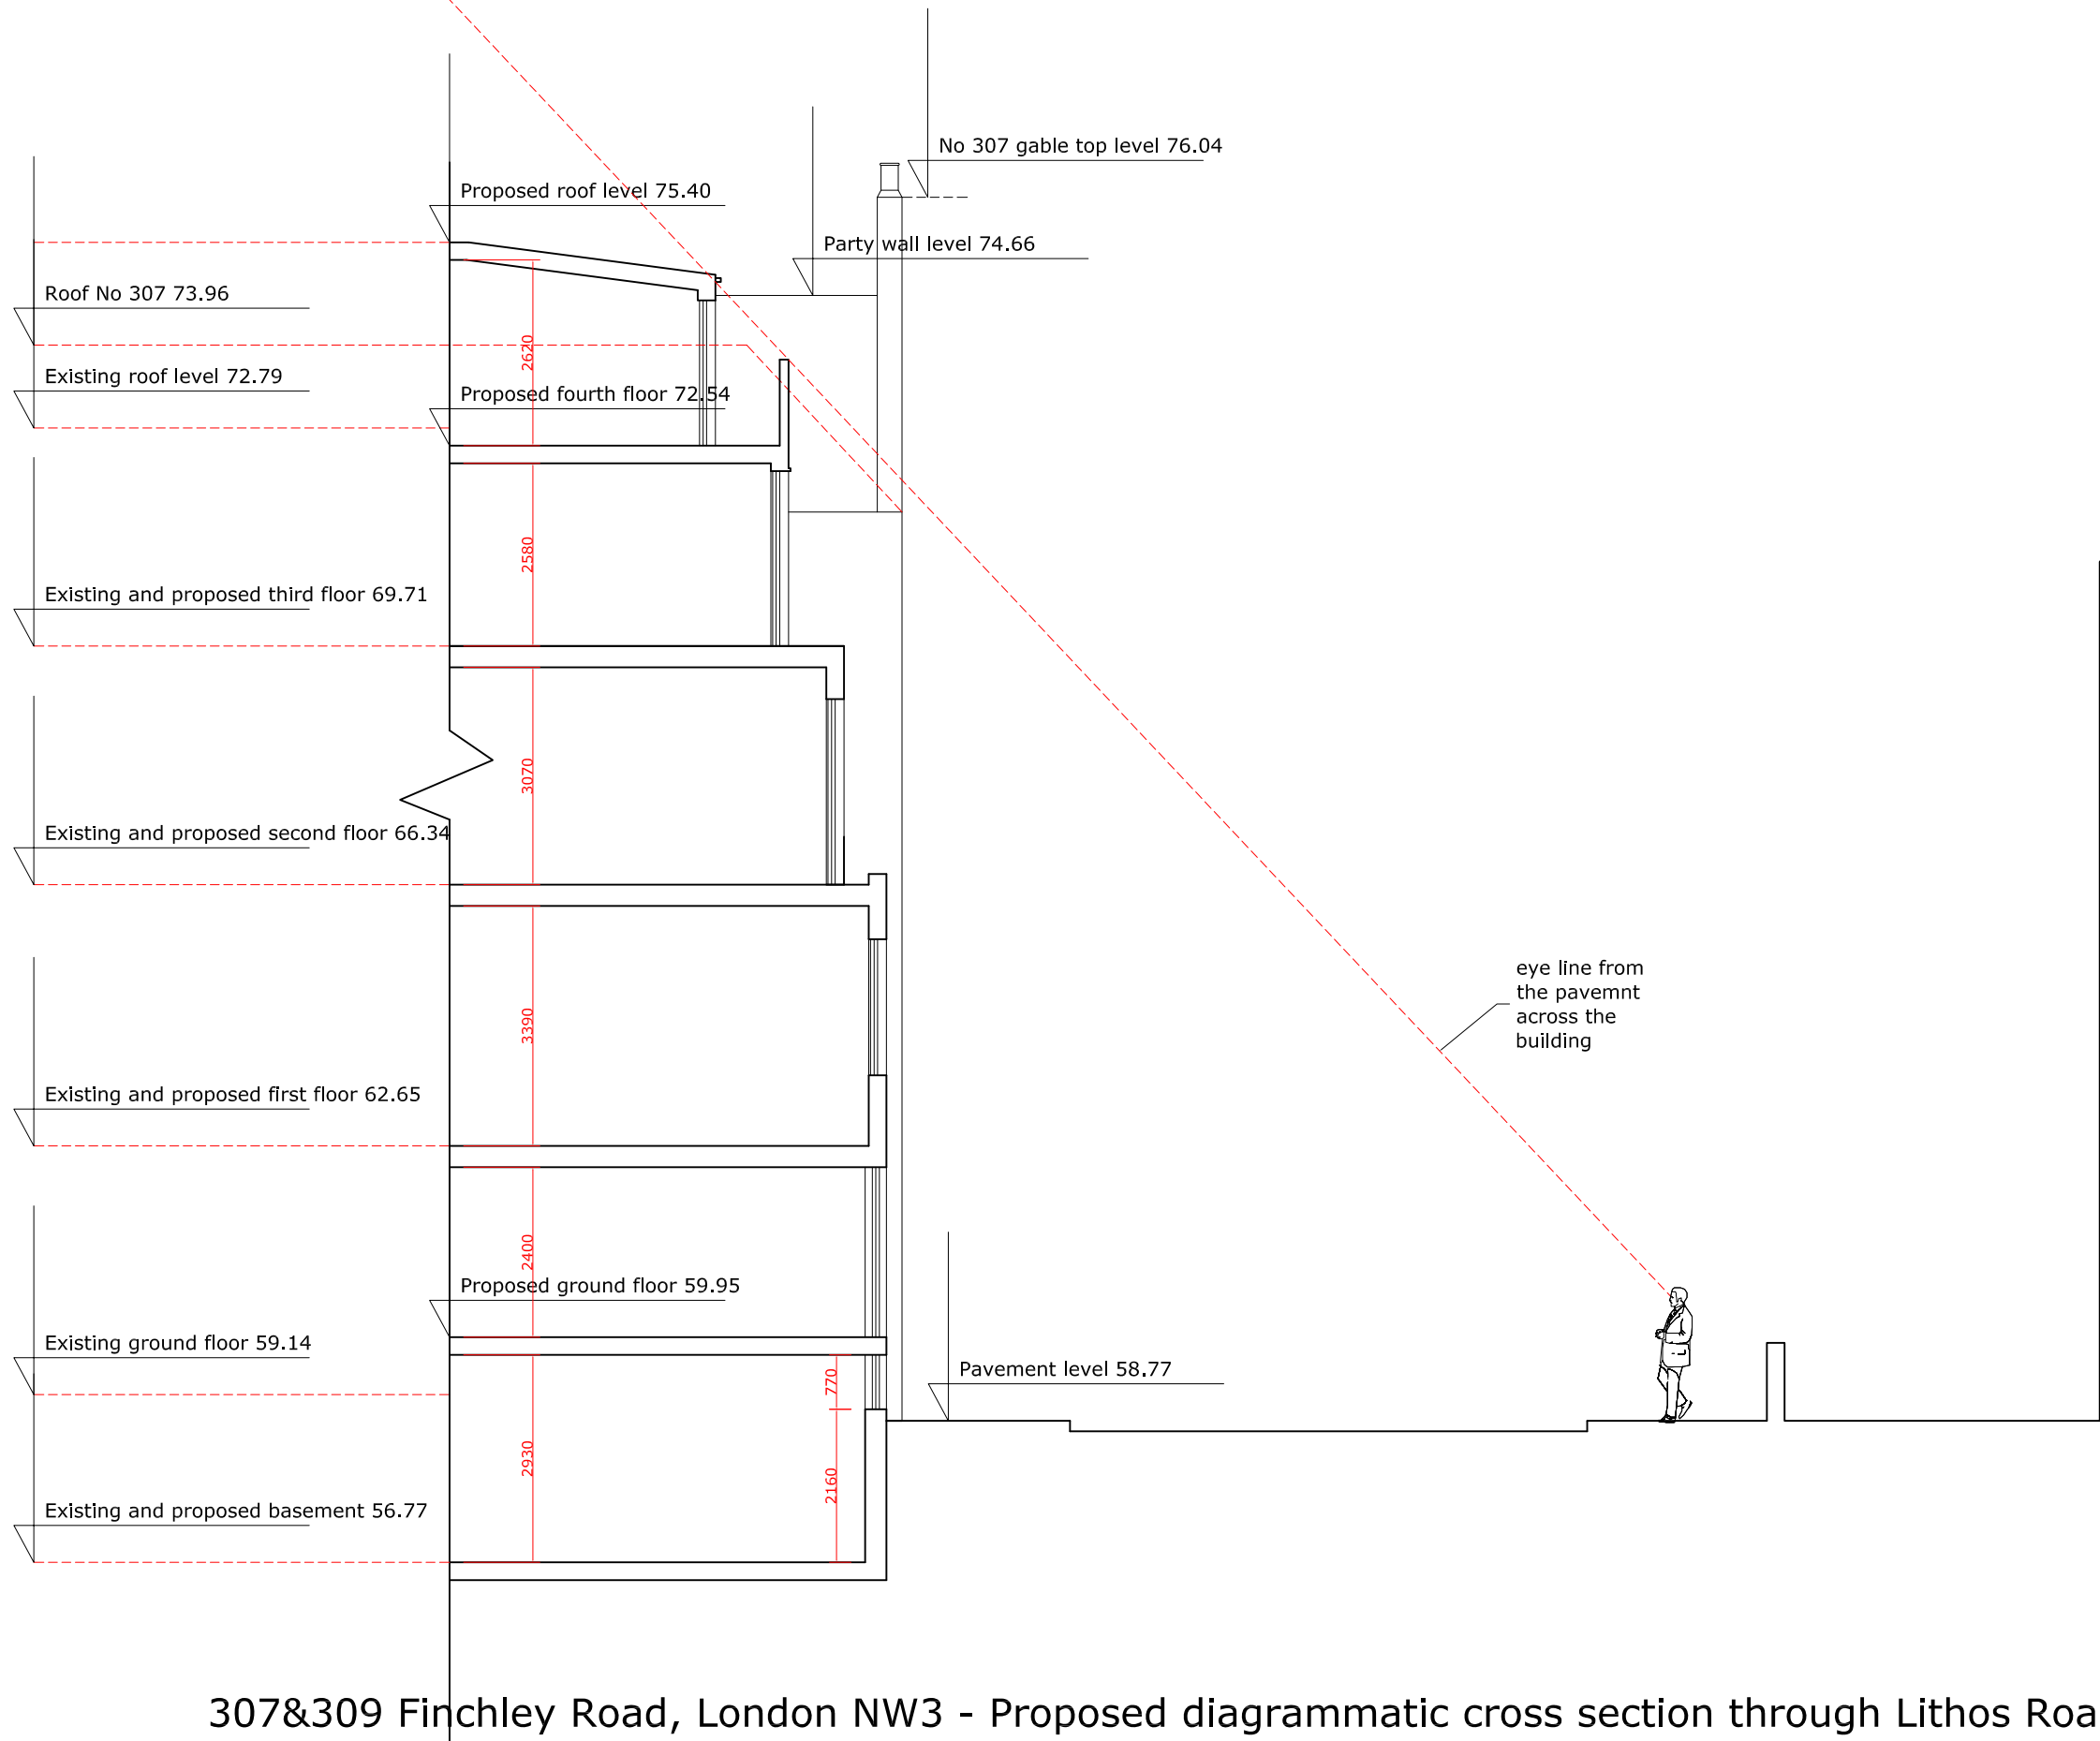 No 307 gable top level 76.04
Proposed roof level 75.40
Party wall level 74.66
Roof No 307 73.96
2620
Existing roof level 72.79
Proposed fourth floor 72.54
2580
Existing and proposed third floor 69.71
3070
Existing and proposed second floor 66.34
eye line from
the pavemnt
across the
building
3390
Existing and proposed first floor 62.65
2400
Proposed ground floor 59.95
Existing ground floor 59.14
Pavement level 58.77
770
2930
2160
Existing and proposed basement 56.77
307&309 Finchley Road, London NW3 - Proposed diagrammatic cross section through Lithos Roa